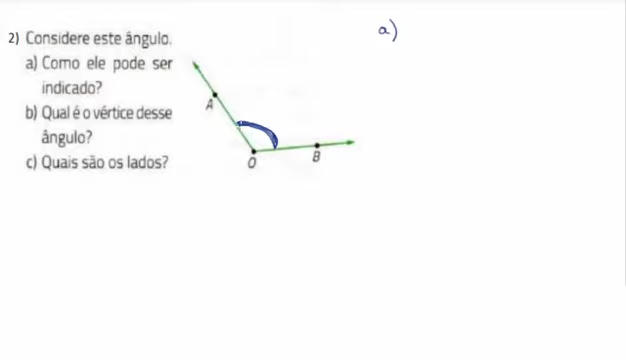 2) Considere este ângulo.
a) Como ele pode ser
indicado?
b) Qual é o vértice desse
ângulo?
c) Quais são os lados?
A
O
B
a)